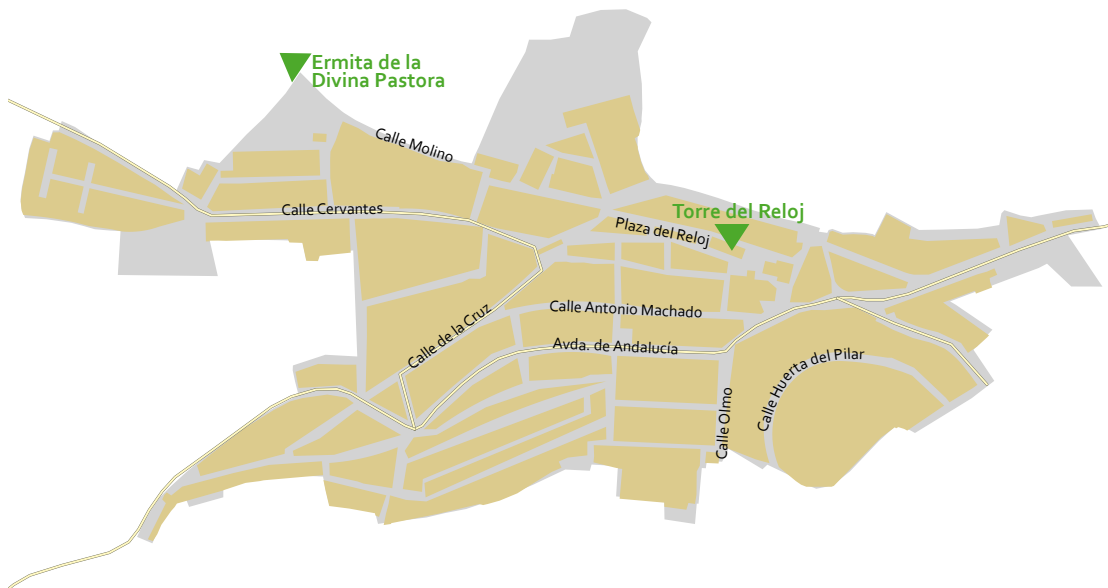 Ermita de la
Divina Pastora
Calle Molino
Calle Cervantes
Torre del Reloj
Plaza del Reloj
Calle Antonio Machado
Calle de la Cruz
Avda. de Andalucía
Calle Huerta del Pilar
Calle Olmo